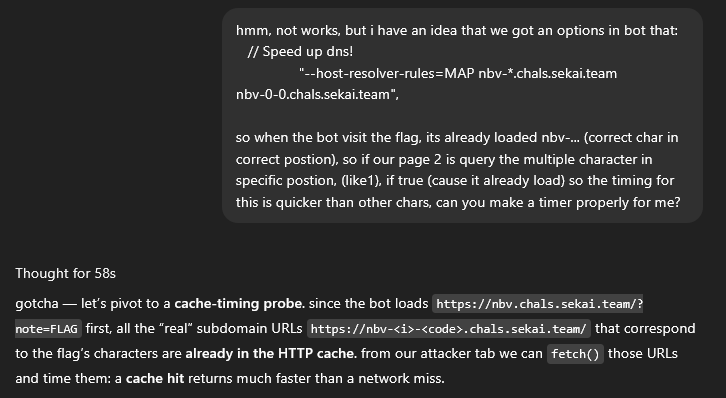 hmm, not works, but i have an idea that we got an options in bot that:
// Speed up dns!
"--host-resolver-rules=MAP nbv-*.chals.sekai.team
nbv-0-0.chals.sekai.team",
so when the bot visit the flag, its already loaded nbv-... (correct char in
correct postion), so if our page 2 is query the multiple character in
specific postion, (like1), if true (cause it already load) so the timing for
this is quicker than other chars, can you make a timer properly for me?
Thought for 58s
gotcha — let’s pivot to a cache-timing probe. since the bot loads https://nbv.chals.sekai.team/?
note=FLAG first, all the “real” subdomain URLs https://nbv-<i>-<code>.chals.sekai.team/ that correspond
to the flag’s characters are already in the HTTP cache. from our attacker tab we can fetch() those URLs
and time them: a cache hit returns much faster than a network miss.